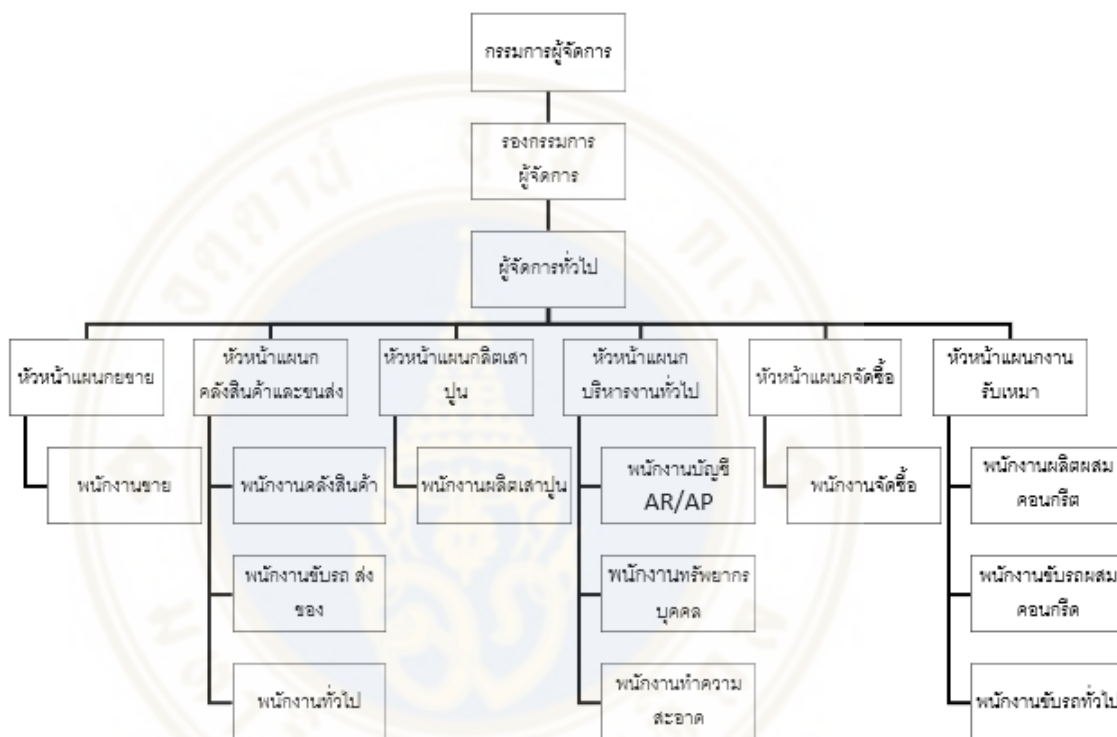 กรรมการผู้จัดการ
รองกรรมการ
ผู้จัดการ
ผู้จัดการทั่วไป
หัวหน้าแผนกยขาย
หัวหน้าแผนก
คลังสินค้าและขนส่ง
หัวหน้าแผนกลิตเสา
ปูน
หัวหน้าแผนก
บริหารงานทั่วไป
หัวหน้าแผนกจัดซื้อ
หัวหน้าแผนกงาน
รับเหมา
พนักงานขาย
พนักงานคลังสินค้า
พนักงานผลิตเสาปูน
พนักงานบัญชี
AR/AP
พนักงานจัดซื้อ
พนักงานผลิตผสม
คอนกรีต
พนักงานขับรถ ส่ง
ของ
พนักงานทรัพยากร
บุคคล
พนักงานขับรถผสม
คอนกรีต
พนักงานทั่วไป
พนักงานทำความ
สะอาด
พนักงานขับรถทั่วไป